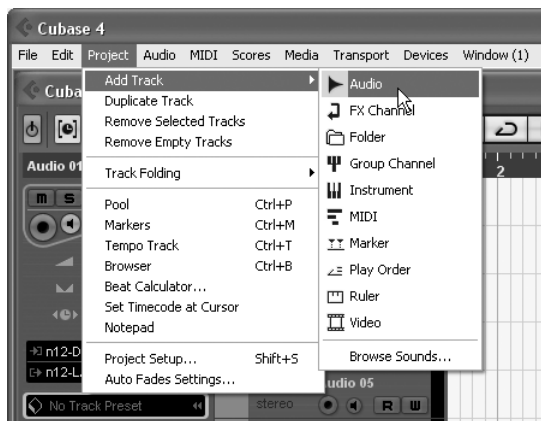 Cubase 4
File Edit Project Audio MIDI Scores Media Transport Devices Window (1)
Cuba
Add Track
Duplicate Track
Remove Selected Tracks
Remove Empty Tracks
Track Folding
Pool Ctrl+P
Markers Ctrl+M
Tempo Track Ctrl+T
Browser Ctrl+B
Beat Calculator...
Set Timecode at Cursor
Notepad
Project Setup... Shift+S
Auto Fades Settings...
Audio
FX Channel
Folder
Group Channel
Instrument
MIDI
Marker
Play Order
Ruler
Video
Browse Sounds...
Audio 01
m S
n12-D
n12-L
No Track Preset
2
udio 05
stereo
R W